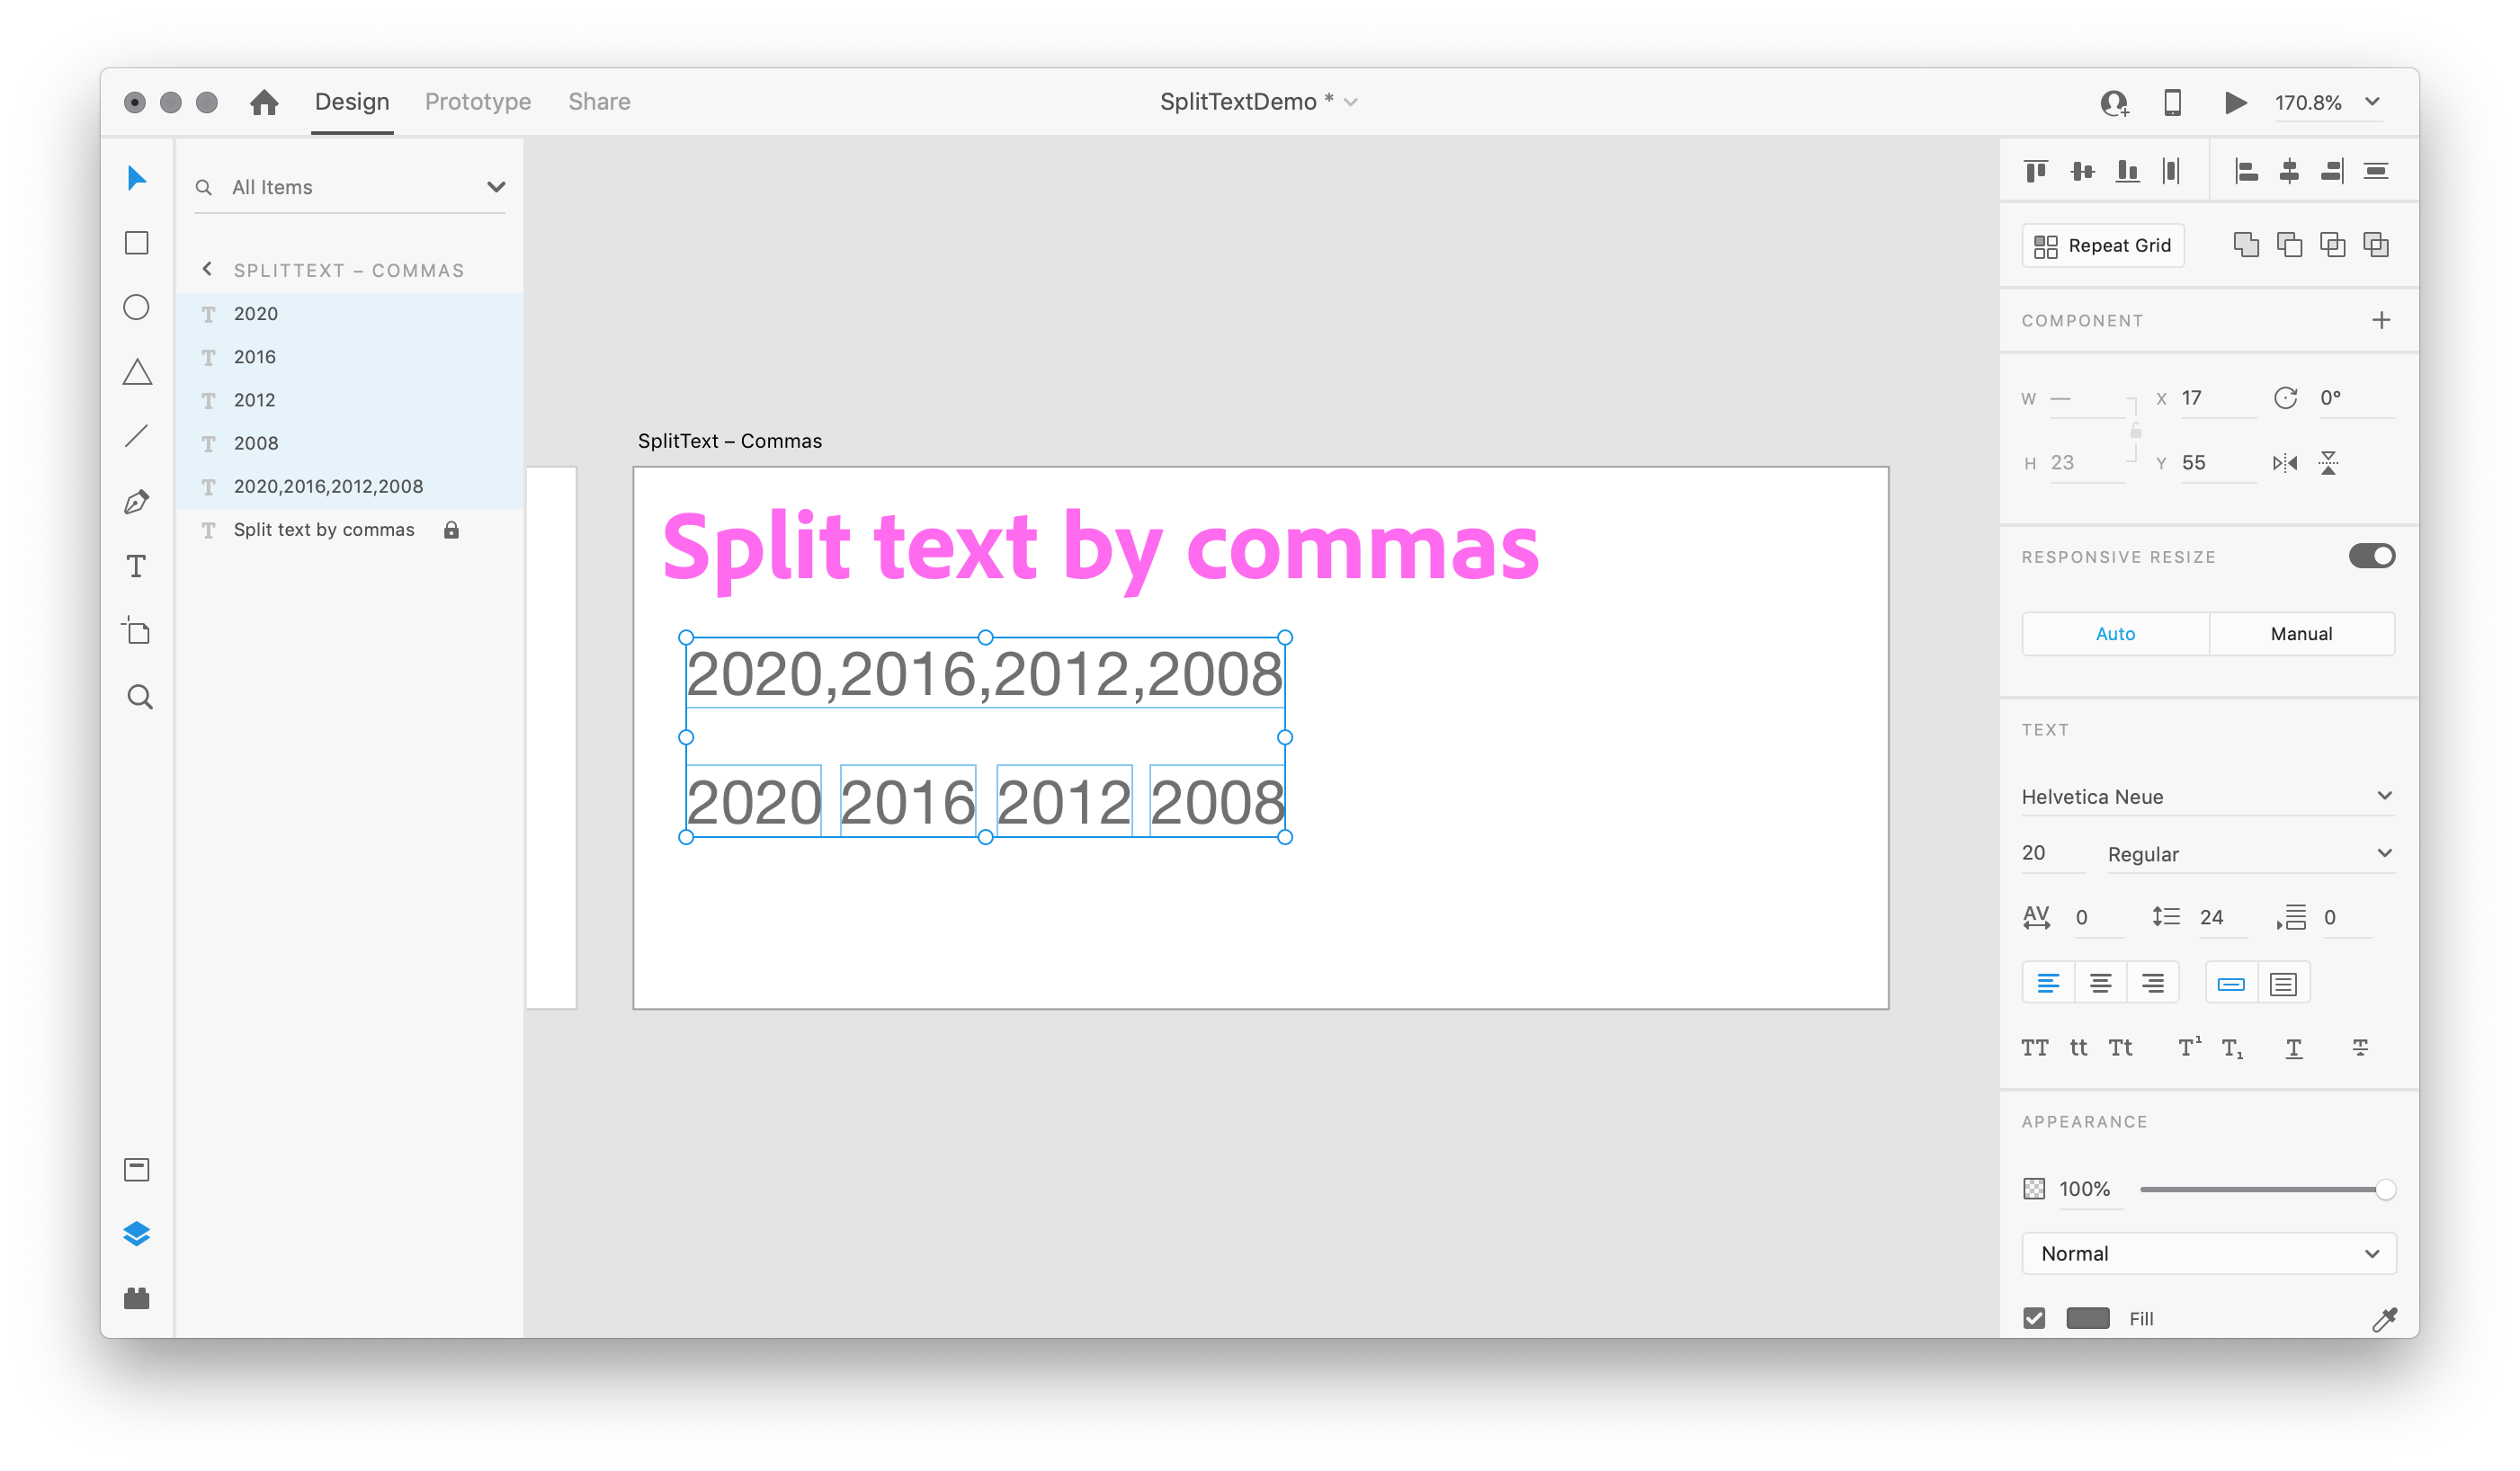 Design Prototype Share SplitTextDemo * 170.8%
All Items
SPLITTEXT – COMMAS
2020
2016
2012
2008
2020,2016,2012,2008
Split text by commas
SplitText – Commas
Split text by commas
2020,2016,2012,2008
2020 2016 2012 2008
Repeat Grid
COMPONENT
W — X 17 0°
H 23 Y 55
RESPONSIVE RESIZE
Auto Manual
TEXT
Helvetica Neue
20 Regular
AV 0 24 0
TT tt Tt T¹ T₁ T T
APPEARANCE
100%
Normal
Fill